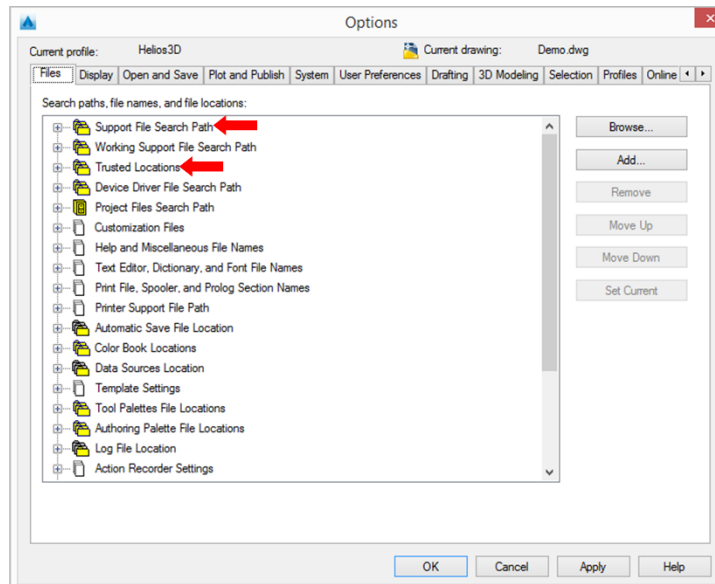 Options
Current profile: Helios3D Current drawing: Demo.dwg
Files Display Open and Save Plot and Publish System User Preferences Drafting 3D Modeling Selection Profiles Online
Search paths, file names, and file locations:
Support File Search Path
Working Support File Search Path
Trusted Locations
Device Driver File Search Path
Project Files Search Path
Customization Files
Help and Miscellaneous File Names
Text Editor, Dictionary, and Font File Names
Print File, Spooler, and Prolog Section Names
Printer Support File Path
Automatic Save File Location
Color Book Locations
Data Sources Location
Template Settings
Tool Palettes File Locations
Authoring Palette File Locations
Log File Location
Action Recorder Settings
Browse...
Add...
Remove
Move Up
Move Down
Set Current
OK Cancel Apply Help